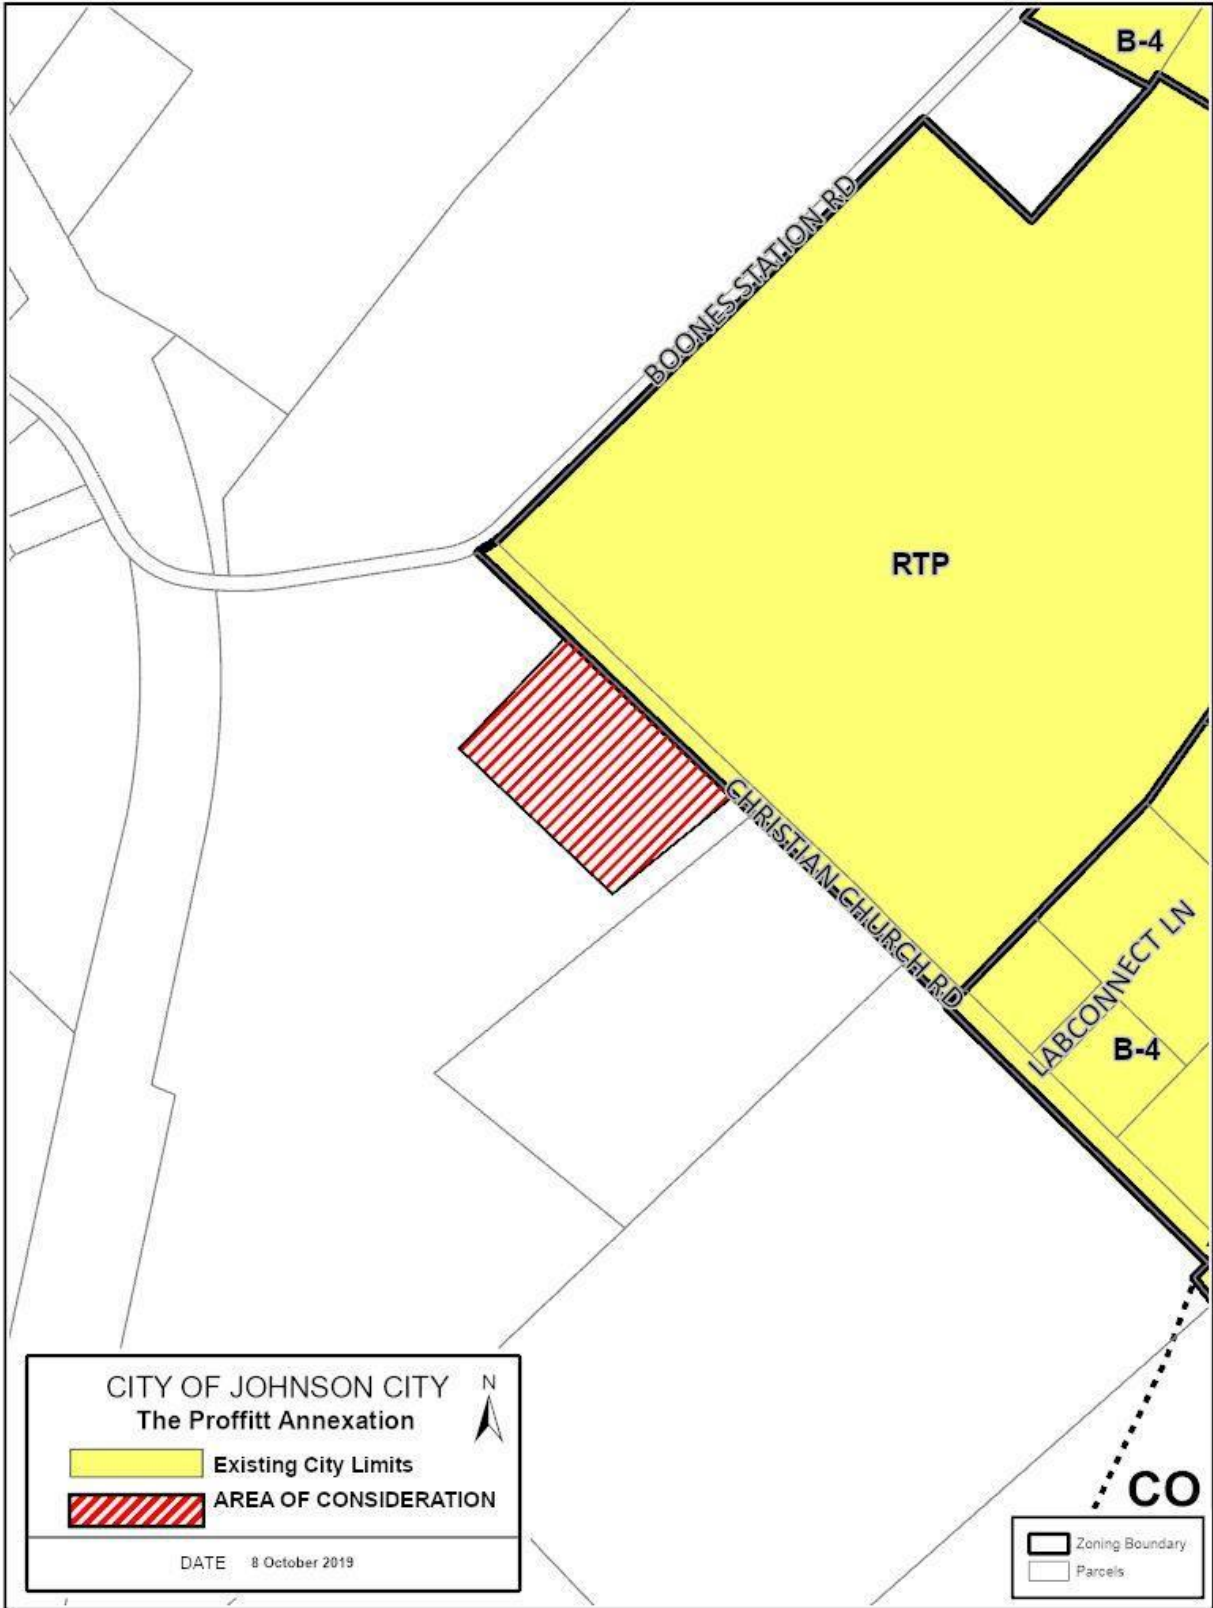 B-4
BOONES STATION RD
RTP
CHRISTIAN CHURCH RD
LABCONNECT LN
B-4
CITY OF JOHNSON CITY
N
The Proffitt Annexation
Existing City Limits
AREA OF CONSIDERATION
DATE 8 October 2019
CO
Zoning Boundary
Parcels